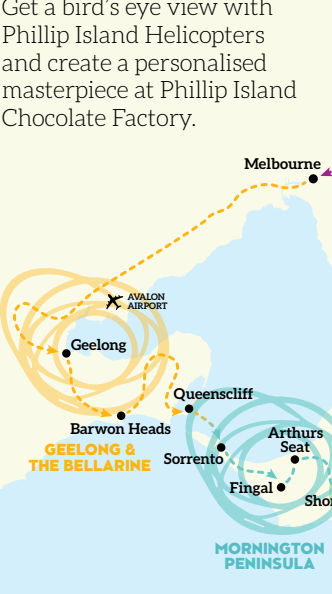 Get a bird's eye view with
Phillip Island Helicopters
and create a personalised
masterpiece at Phillip Island
Chocolate Factory.
Melbourne
AVALON
AIRPORT
Geelong
Queenscliff
Barwon Heads
GEELONG &
THE BELLARINE
Arthurs
Seat
Sorrento
Fingal
Sho
MORNINGTON
PENINSULA